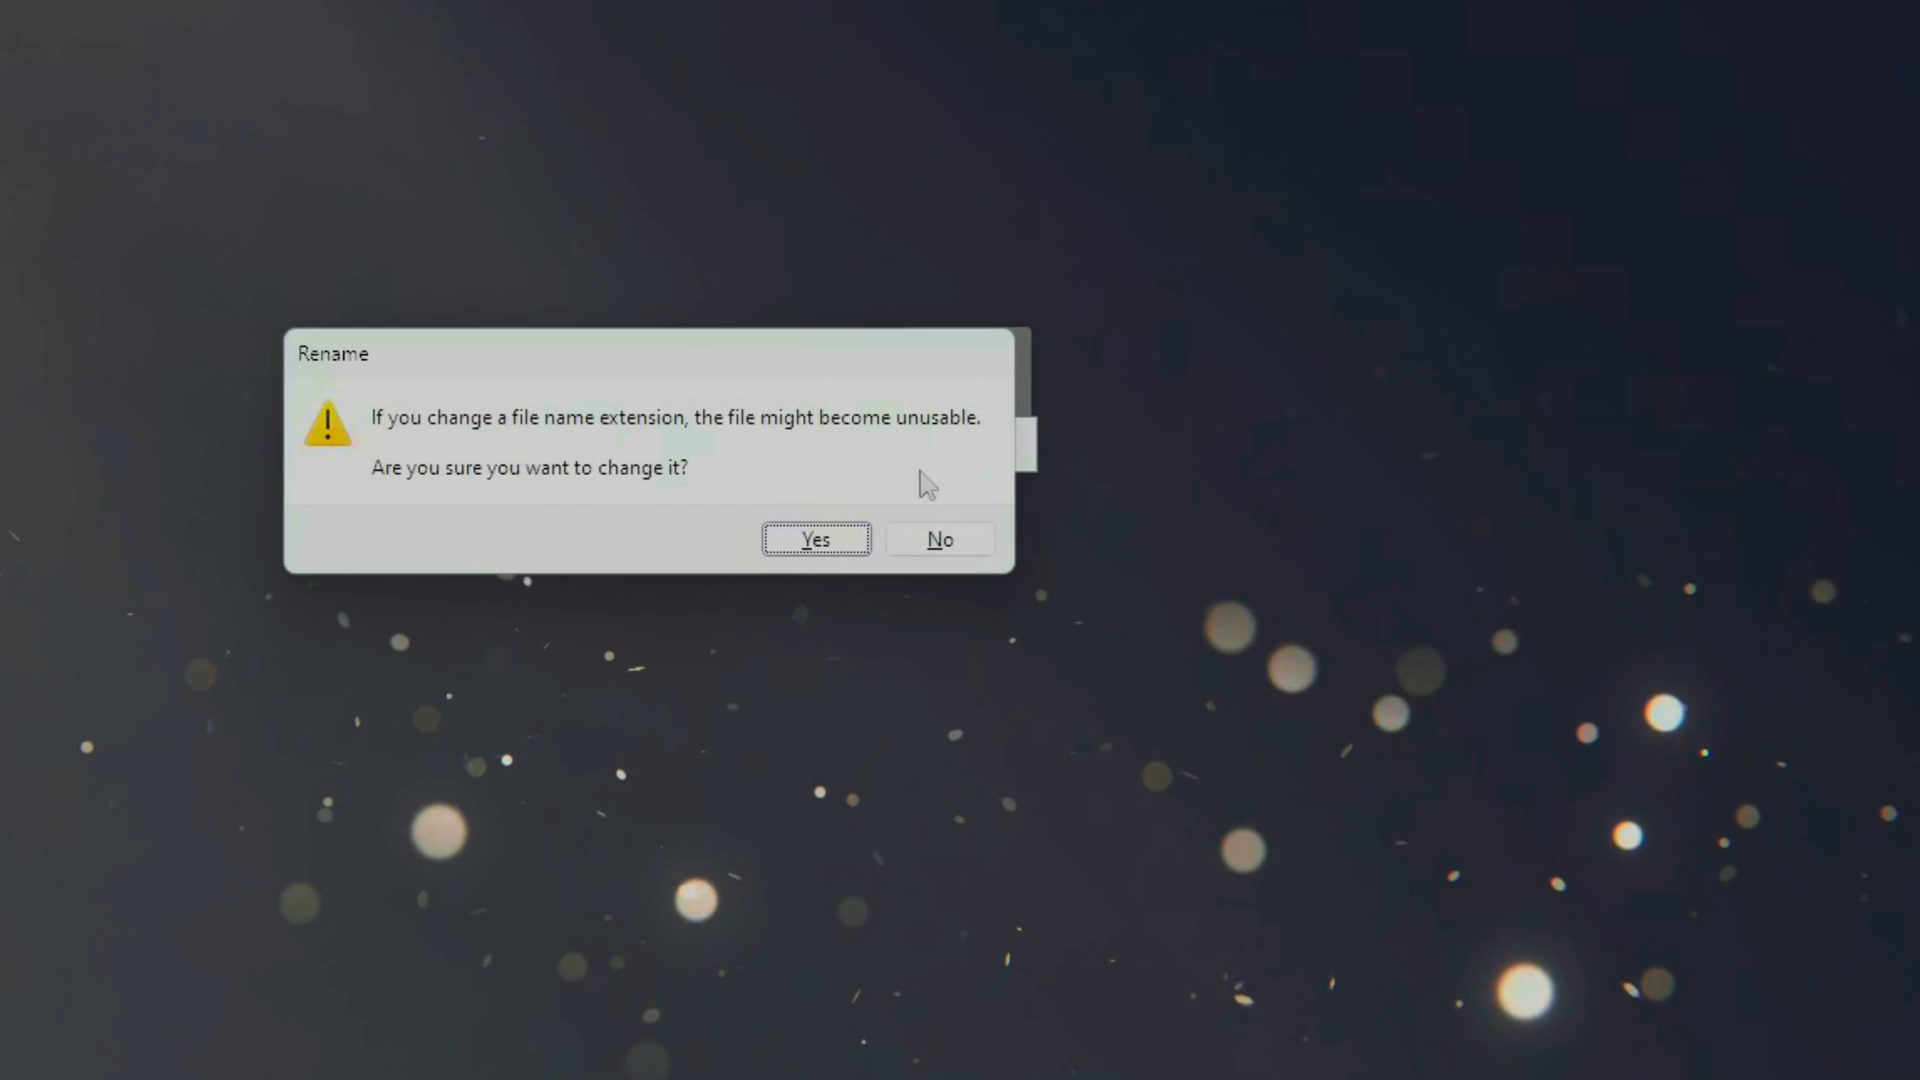 Rename
If you change a file name extension, the file might become unusable.
Are you sure you want to change it?
Yes
No